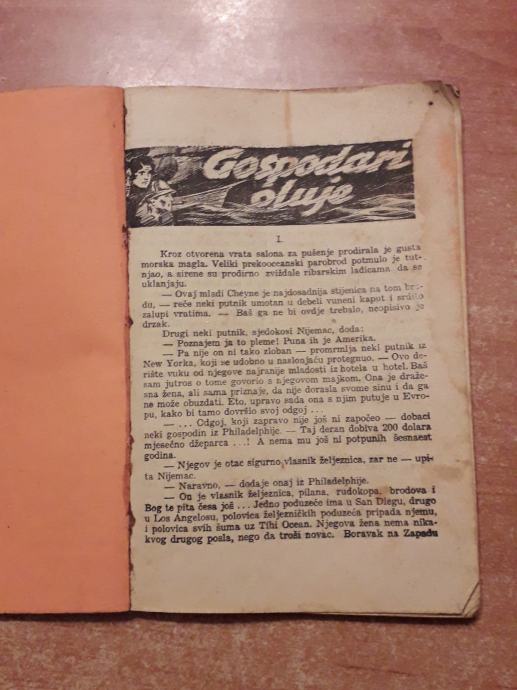 Gospodari
oluje
I.
Kroz otvorena vrata salona za pušenje prodirala je gusta
morska magla. Veliki prekooceanski parobrod potmulo je tut-
njao, a sirene su prodirno zviždale ribarskim lađicama da se
uklanjaju.
— Ovaj mladi Cheyne je najdosadnija stijenica na tom bro-
du, — reče neki putnik umotan u debeli vuneni kaput i srdito
zalupi vratima. — Baš ga ne bi ovdje trebalo, neopisivo je
drzak.
Drugi neki putnik, sjedokosi Nijemac, doda:
— Poznajem ja to pleme! Puna ih je Amerika.
— Pa nije on ni tako zloban — promrmlja neki putnik iz
New Yorka, koji se udobno u naslonjaču protegnuo. — Ovo de-
rište vuku od njegove najranije mladosti iz hotela u hotel. Baš
sam jutros o tome govorio s njegovom majkom. Ona je draže-
sna žena, ali sama priznaje, da nije dorasla svome sinu i da ga
ne može obuzdati. Eto, upravo sada ona s njim putuje u Evro-
pu, kako bi tamo dovršio svoj odgoj ...
— ... Odgoj, koji zapravo nije još ni započeo — dobaci
neki gospodin iz Philadelphije. — Taj deran dobiva 200 dolara
mjesečno džeparca ...! A nema mu još ni potpunih šesnaest
godina.
— Njegov je otac sigurno vlasnik željeznica, zar ne — upi-
ta Nijemac.
Naravno, — dodaje onaj iz Philadelphije.
— On je vlasnik željeznica, pilana, rudokopa, brodova i
Bog te pita česa još ... Jedno poduzeće ima u San Diegu, drugo
u Los Angelosu, polovica željezničkih poduzeća pripada njemu,
i polovica svih šuma uz Tihi Ocean. Njegova žena nema nika-
kvog drugog posla, nego da troši novac. Boravak na Zapadu